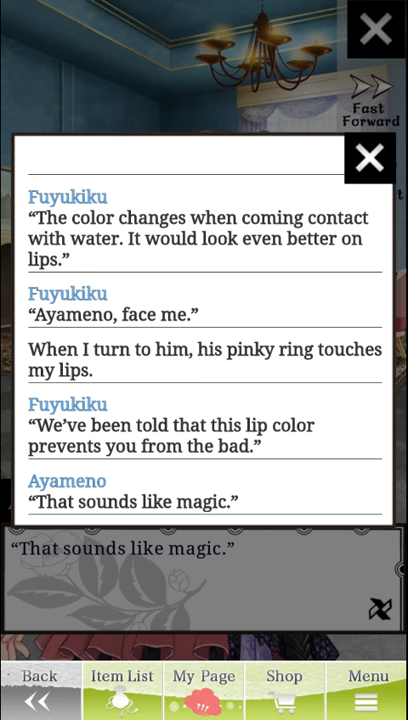 Fast
Forward
t
Fuyukiku
“The color changes when coming contact
with water. It would look even better on
lips.”
Fuyukiku
“Ayameno, face me.”
When I turn to him, his pinky ring touches
my lips.
Fuyukiku
“We’ve been told that this lip color
prevents you from the bad.”
Ayameno
“That sounds like magic.”
“That sounds like magic.”
Back
Item List
My Page
Shop
Menu